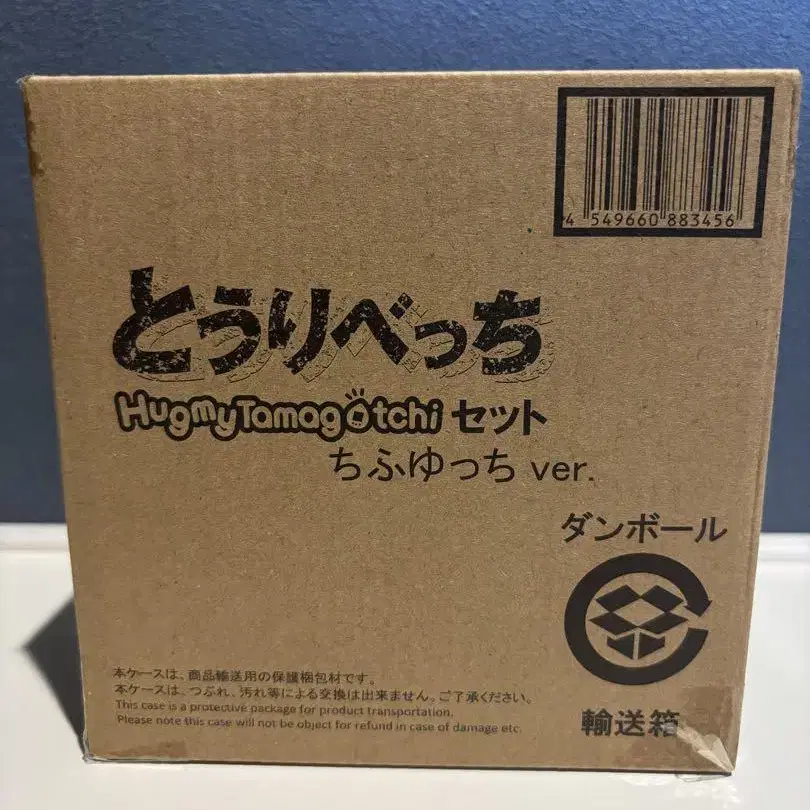 4 549660 883456
とうりべっち
HugmyTamagotchi セット
ちふゆっち ver.
ダンボール
本ケースは、商品輸送用の保護梱包材です。
本ケースは、つぶれ、汚れ等による交換は出来ません。ご了承ください。
This case is a protective package for product transportation.
Please note this case will not be object for refund in case of damage etc.
輸送箱